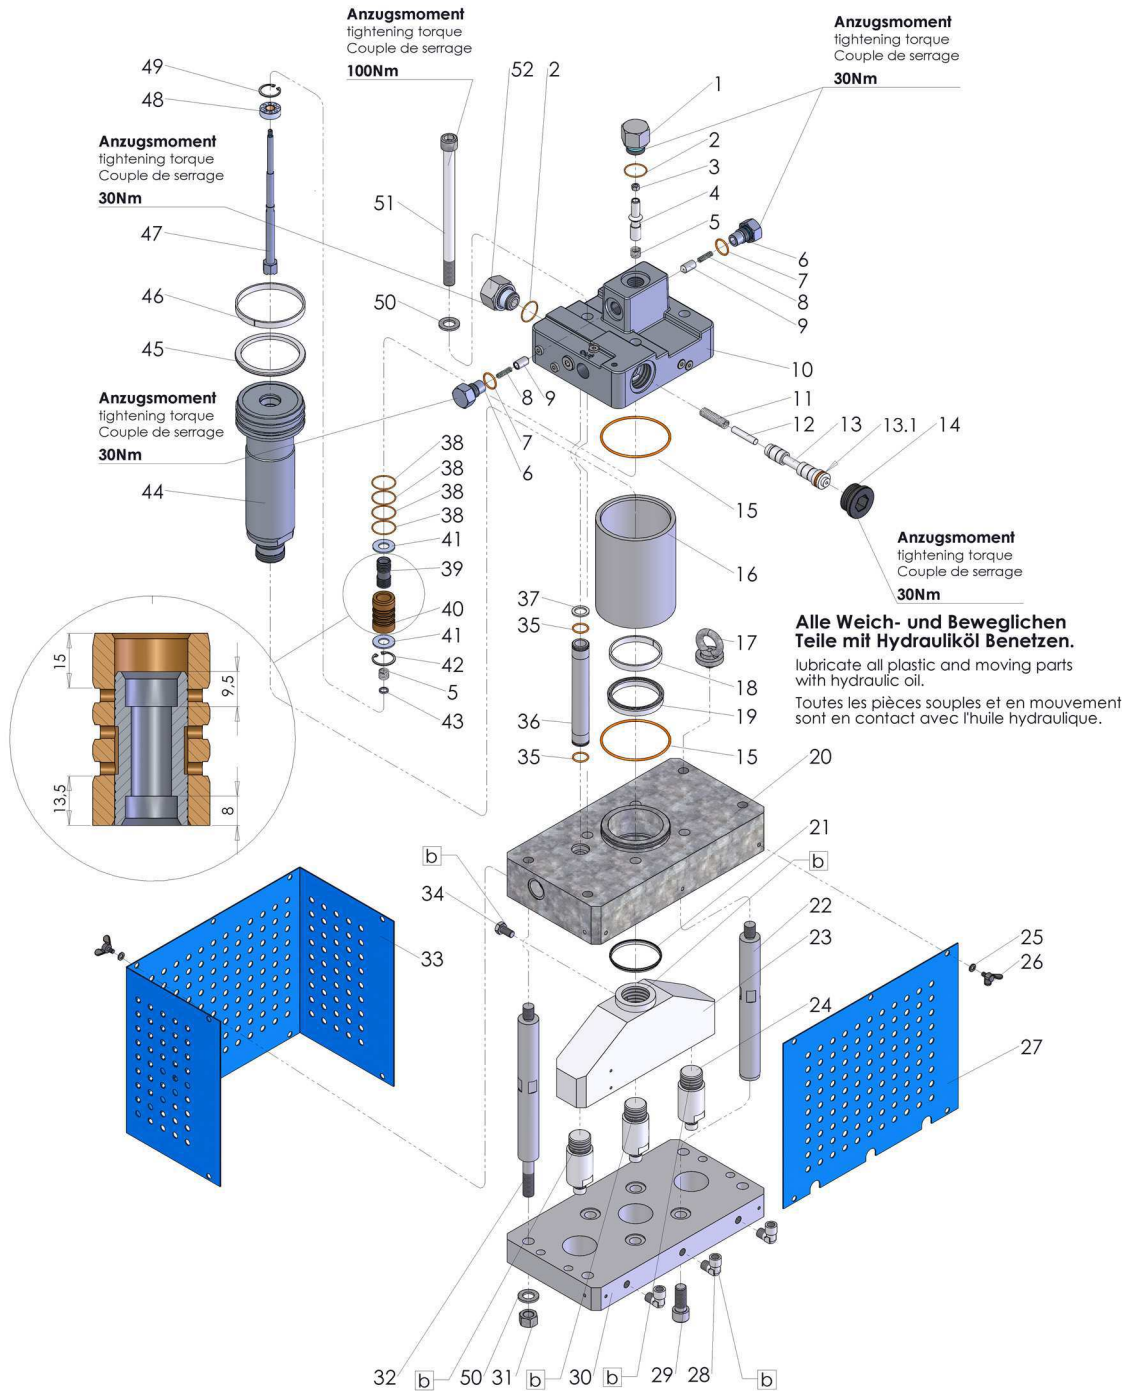 Anzugsmoment
tightening torque
Couple de serrage
100Nm
Anzugsmoment
tightening torque
Couple de serrage
30Nm
49
48
52
2
1
2
3
4
5
Anzugsmoment
tightening torque
Couple de serrage
30Nm
51
47
6
7
8
9
46
50
45
10
Anzugsmoment
tightening torque
Couple de serrage
30Nm
44
9
8
7
6
11
12
13
13.1
14
38
38
38
38
41
39
40
41
42
5
43
15
16
Anzugsmoment
tightening torque
Couple de serrage
30Nm
Alle Weich- und Beweglichen
Teile mit Hydrauliköl Benetzen.
lubricate all plastic and moving parts
with hydraulic oil.
Toutes les pièces souples et en mouvement
sont en contact avec l'huile hydraulique.
37
35
36
35
17
18
19
15
15
9,5
13,5
8
20
21
b
b
34
22
23
33
25
26
24
27
32
b
50
31
b
30
b
29
28
b